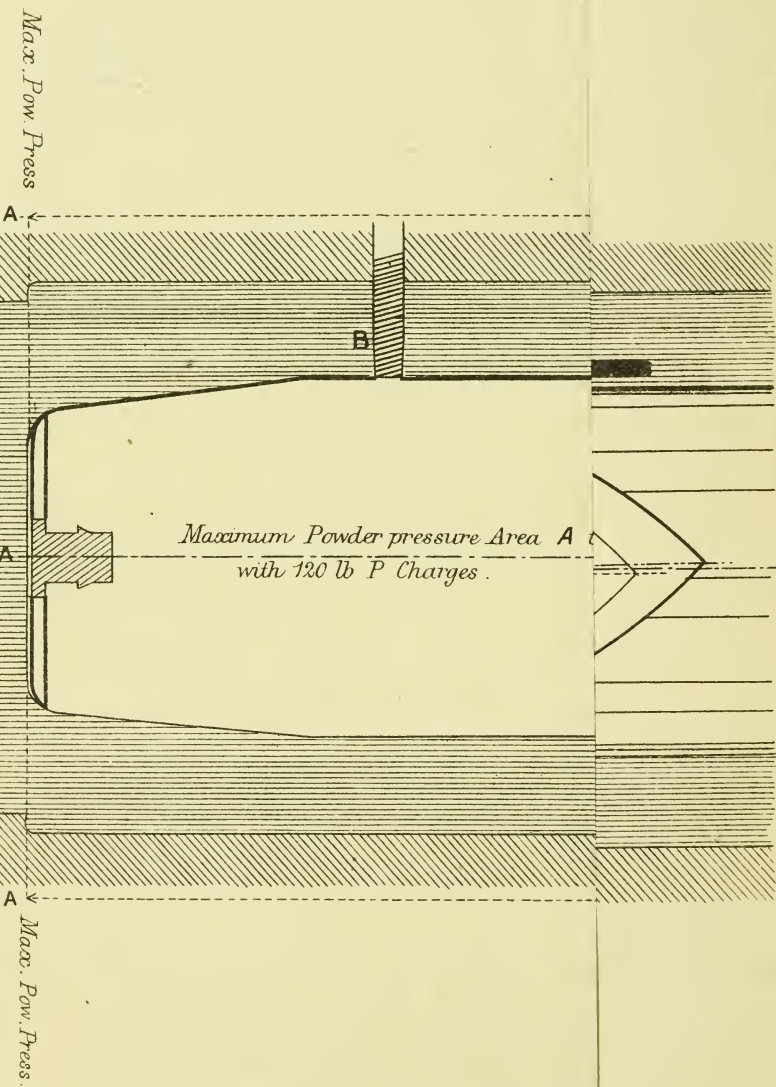 Max. Pow. Press
A
B
Maximum Powder pressure Area A t
A
with 120 lb P Charges.
A
Max. Pow. Press.